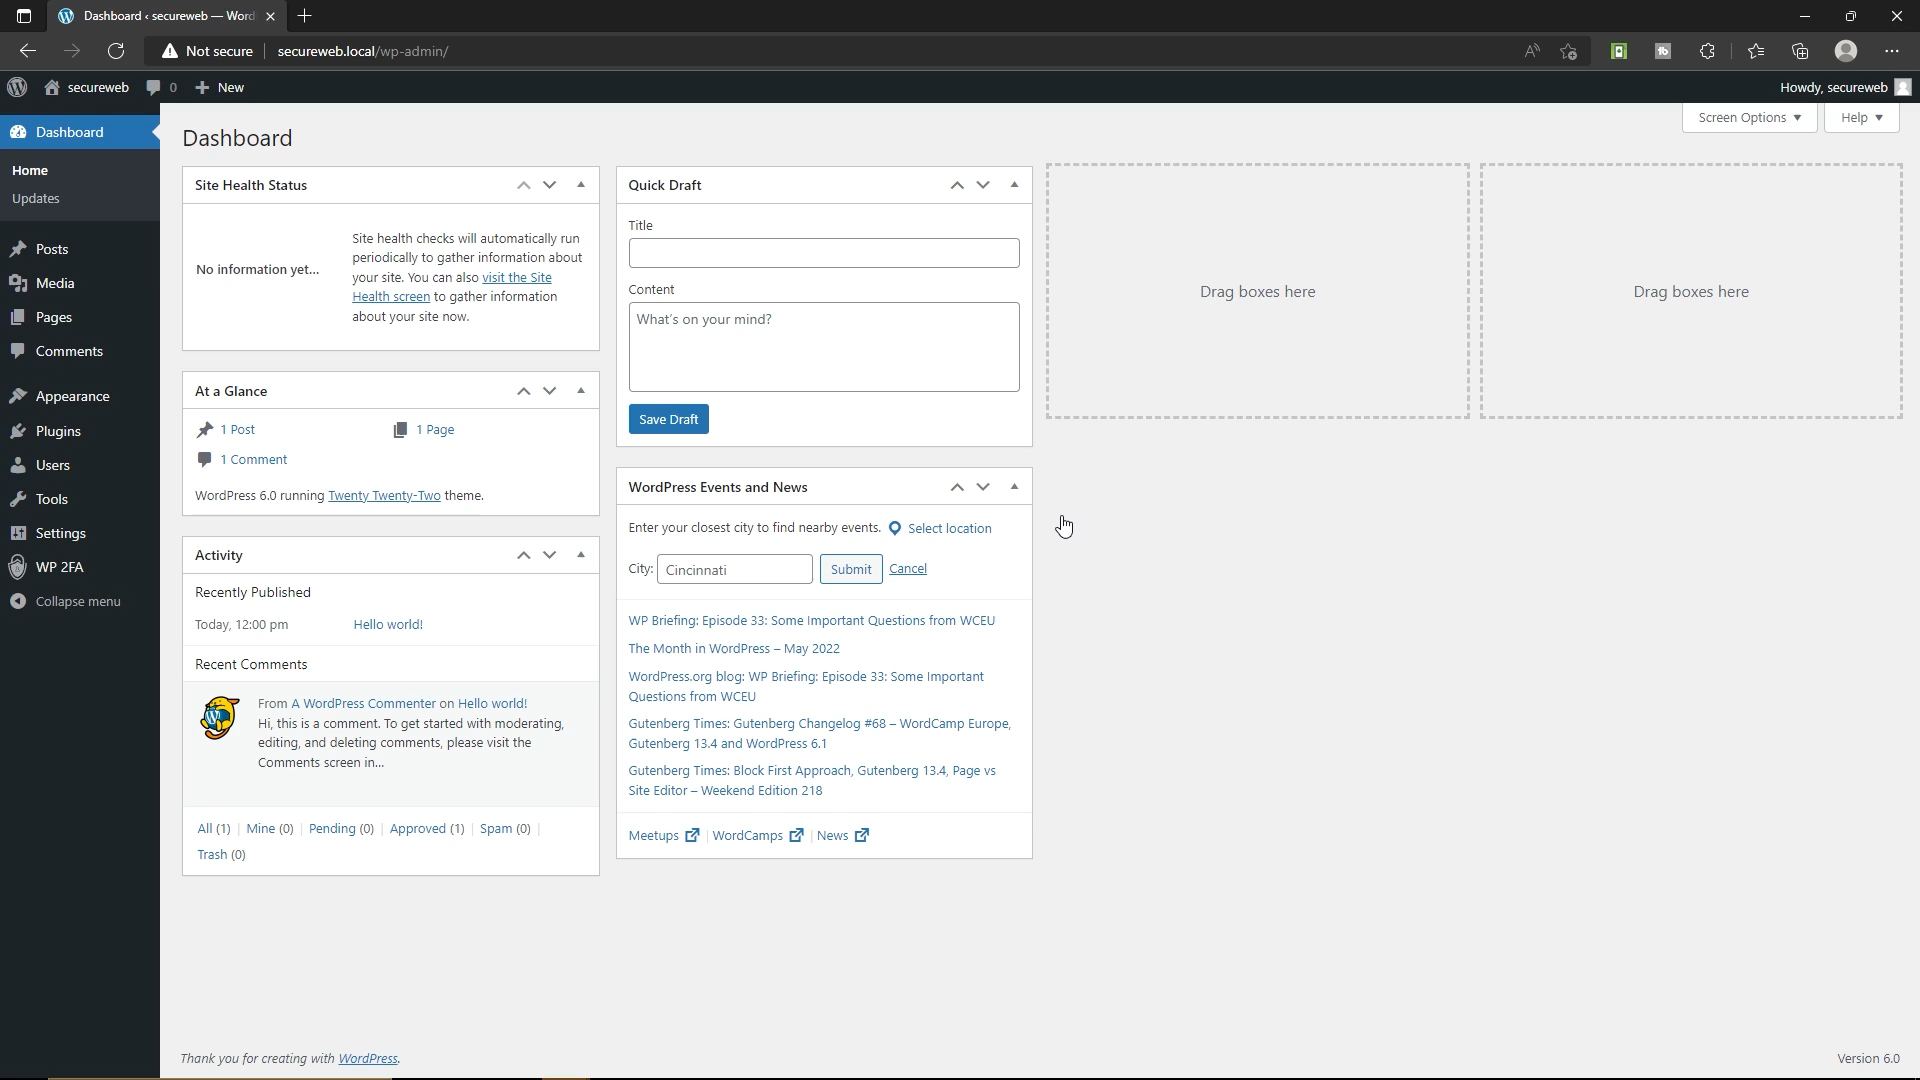 Dashboard ‹ secureweb — Word
Not secure secureweb.local/wp-admin/
secureweb 0 New Howdy, secureweb
Screen Options Help
Dashboard
Home
Updates
Posts
Media
Pages
Comments
Appearance
Plugins
Users
Tools
Settings
WP 2FA
Collapse menu
Dashboard
Site Health Status
No information yet...
Site health checks will automatically run
periodically to gather information about
your site. You can also visit the Site
Health screen to gather information
about your site now.
At a Glance
1 Post 1 Page
1 Comment
WordPress 6.0 running Twenty Twenty-Two theme.
Activity
Recently Published
Today, 12:00 pm Hello world!
Recent Comments
From A WordPress Commenter on Hello world!
Hi, this is a comment. To get started with moderating,
editing, and deleting comments, please visit the
Comments screen in...
All (1) Mine (0) Pending (0) Approved (1) Spam (0)
Trash (0)
Quick Draft
Title
Content
What's on your mind?
Save Draft
WordPress Events and News
Enter your closest city to find nearby events. Select location
City: Cincinnati Submit Cancel
WP Briefing: Episode 33: Some Important Questions from WCEU
The Month in WordPress – May 2022
WordPress.org blog: WP Briefing: Episode 33: Some Important
Questions from WCEU
Gutenberg Times: Gutenberg Changelog #68 – WordCamp Europe,
Gutenberg 13.4 and WordPress 6.1
Gutenberg Times: Block First Approach, Gutenberg 13.4, Page vs
Site Editor – Weekend Edition 218
Meetups WordCamps News
Drag boxes here
Drag boxes here
Thank you for creating with WordPress. Version 6.0